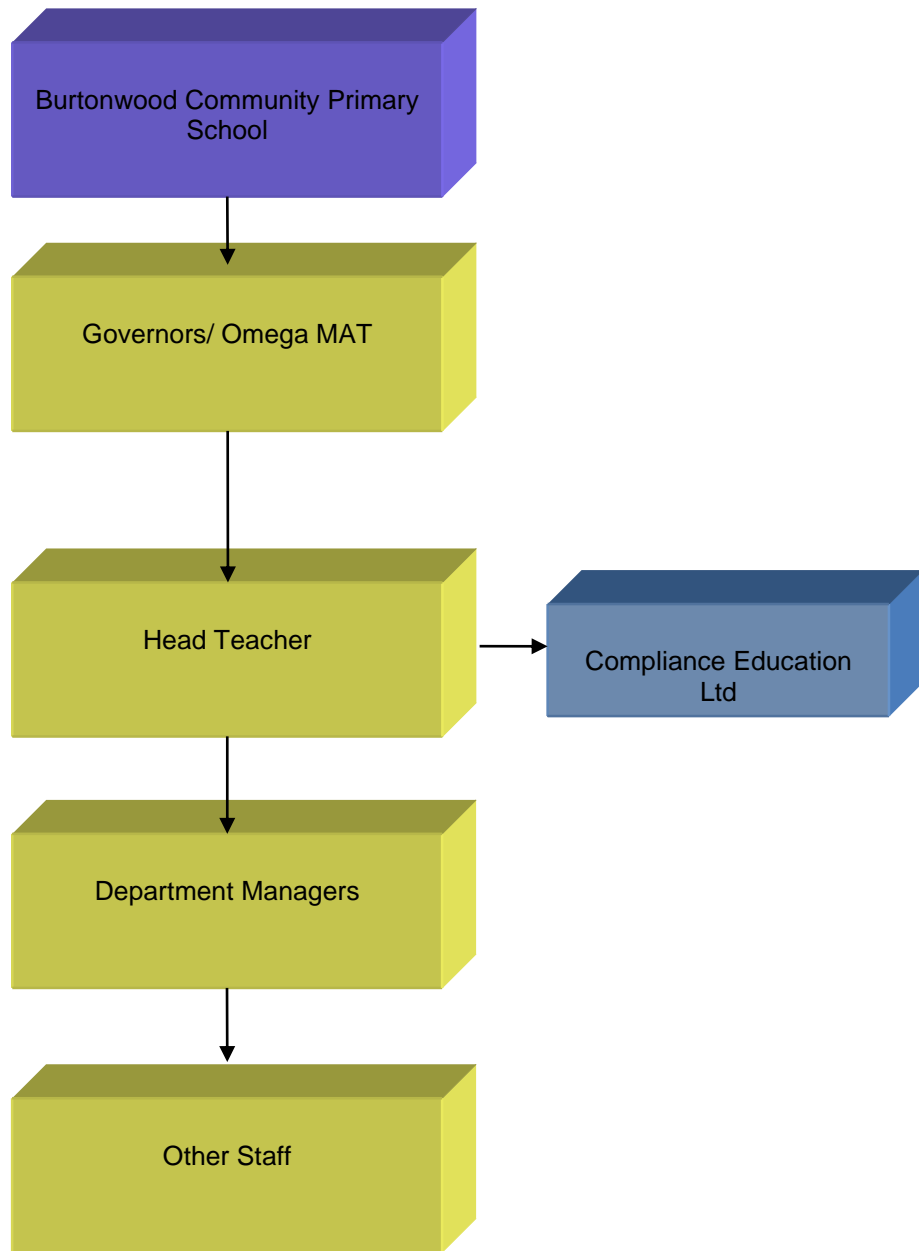 Burtonwood Community Primary
School
Governors/ Omega MAT
Head Teacher
Compliance Education
Ltd
Department Managers
Other Staff